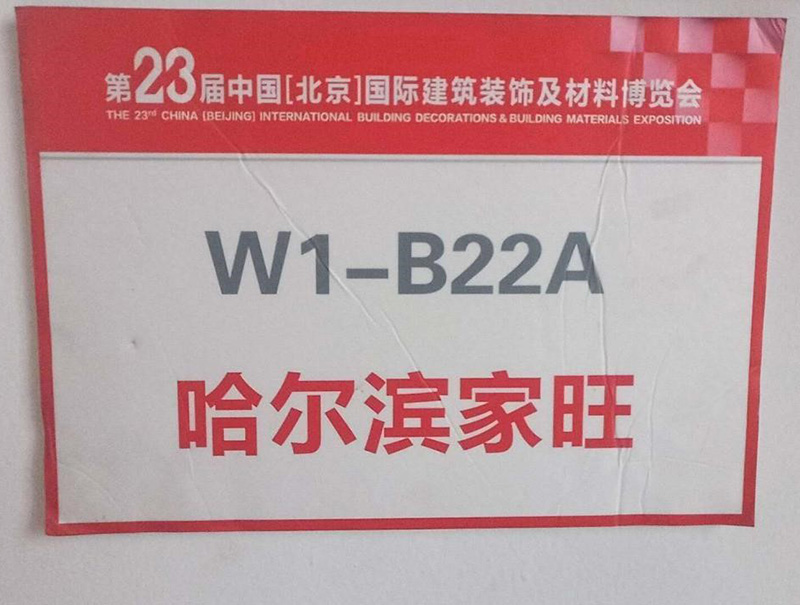 第23届中国[北京]国际建筑装饰及材料博览会
THE 23rd CHINA (BEIJING) INTERNATIONAL BUILDING DECORATIONS & BUILDING MATERIALS EXPOSITION
W1-B22A
哈尔滨家旺